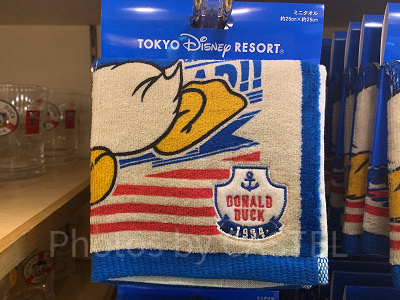 TOKYO Disney RESORT®
ミニタオル
約25cm×約25cm
DONALD
DUCK
1934
Photos by CASTEL